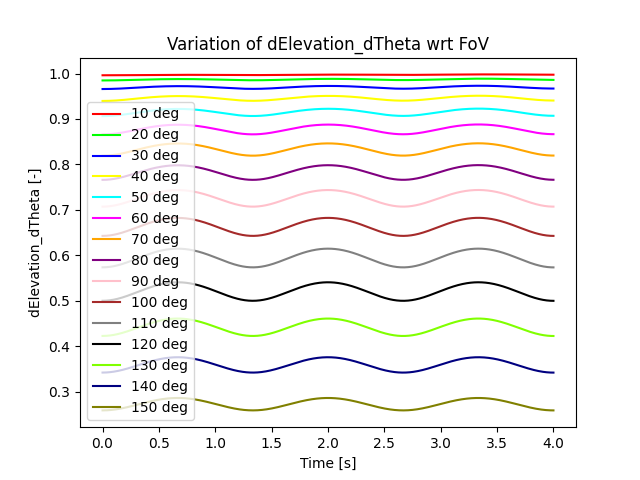 Variation of dElevation_dTheta wrt FoV
dElevation_dTheta [-]
1.0
0.9
0.8
0.7
0.6
0.5
0.4
0.3
10 deg
20 deg
30 deg
40 deg
50 deg
60 deg
70 deg
80 deg
90 deg
100 deg
110 deg
120 deg
130 deg
140 deg
150 deg
0.0 0.5 1.0 1.5 2.0 2.5 3.0 3.5 4.0
Time [s]